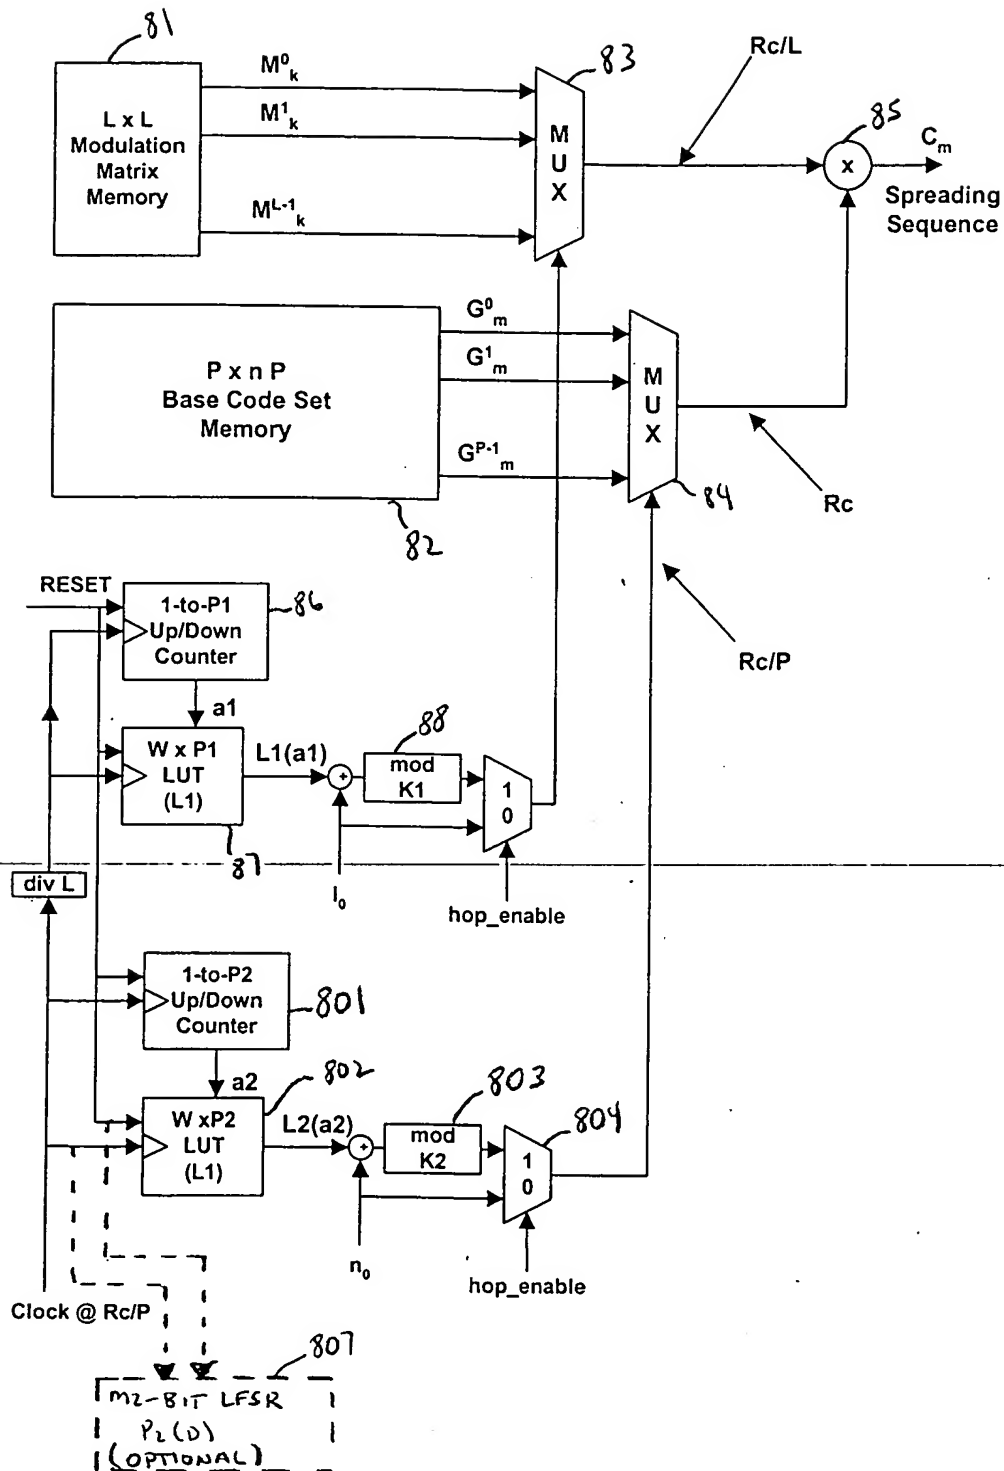 81
L x L
Modulation
Matrix
Memory
M⁰ₖ
M¹ₖ
M^L-1ₖ
MUX
83
Rc/L
85
x
Cₘ
Spreading
Sequence
P x n P
Base Code Set
Memory
82
G⁰ₘ
G¹ₘ
G^P-1ₘ
MUX
84
Rc
Rc/P
RESET
1-to-P1
Up/Down
Counter
86
a1
W x P1
LUT
(L1)
87
L1(a1)
+
88
mod
K1
1
0
l₀
hop_enable
div L
1-to-P2
Up/Down
Counter
801
a2
802
W xP2
LUT
(L1)
L2(a2)
+
803
mod
K2
804
1
0
n₀
hop_enable
Clock @ Rc/P
807
M2-BIT LFSR
P₂(D)
(OPTIONAL)